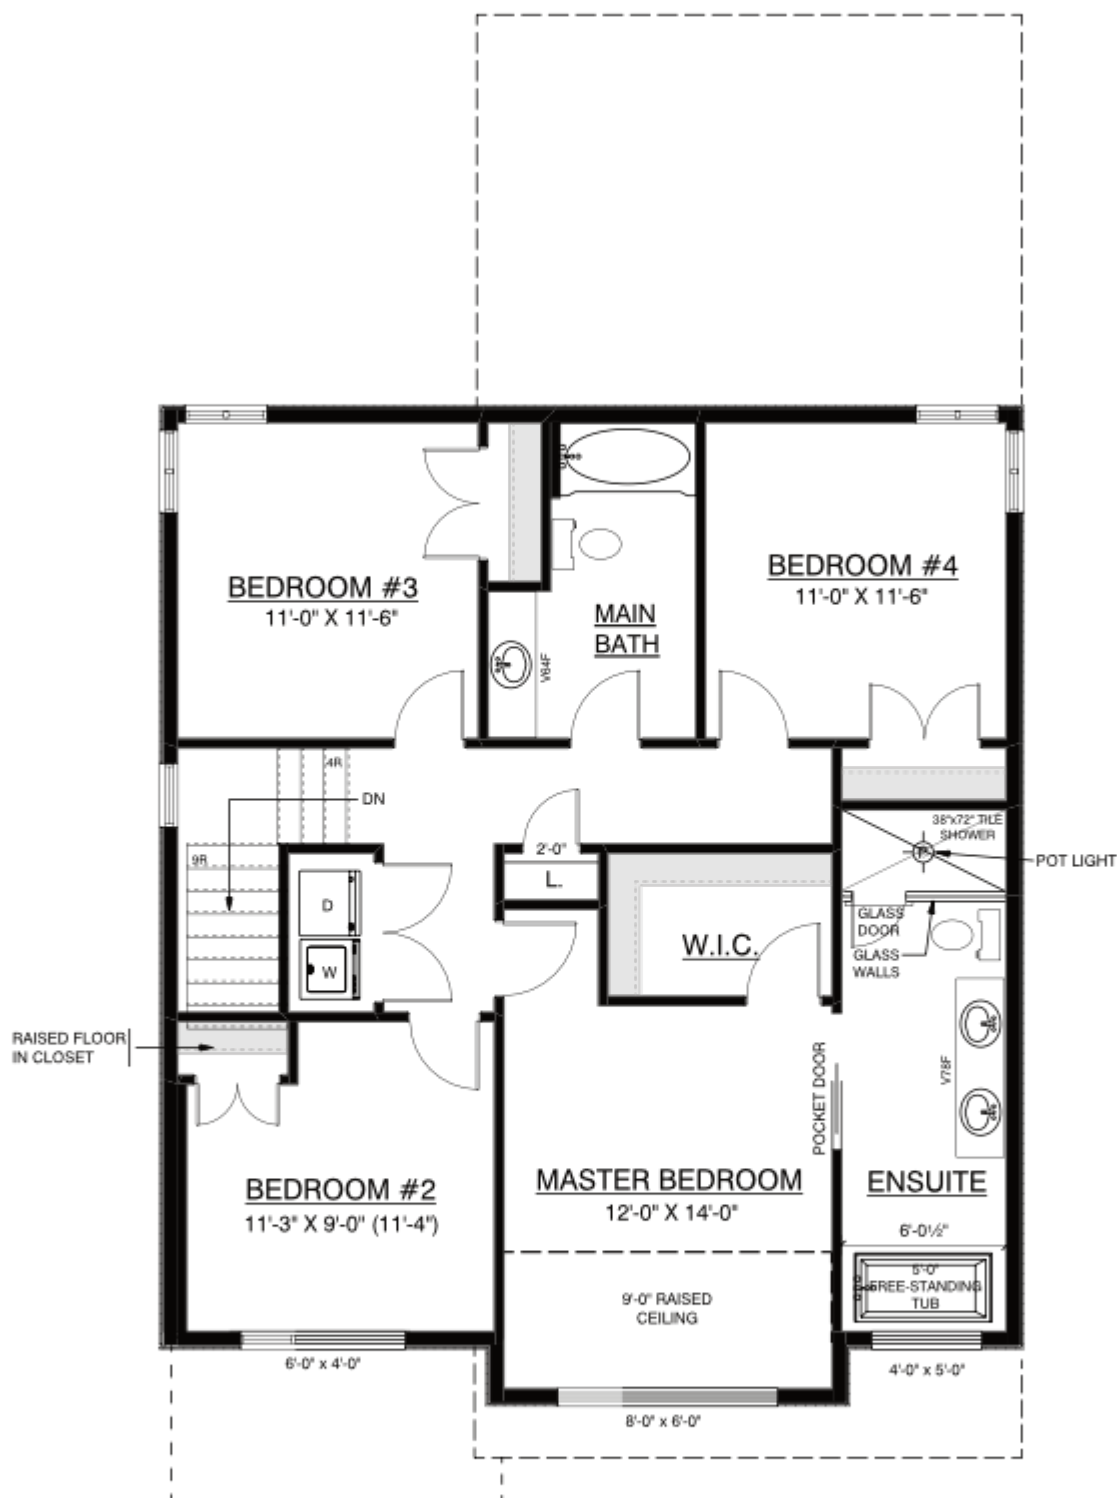 BEDROOM #3
11'-0" X 11'-6"
BEDROOM #4
11'-0" X 11'-6"
MAIN
BATH
V64F
4R
DN
9R
2'-0"
L.
D
W
W.I.C.
38"x72" TILE
SHOWER
P
POT LIGHT
GLASS
DOOR
GLASS
WALLS
RAISED FLOOR
IN CLOSET
POCKET DOOR
V78F
BEDROOM #2
11'-3" X 9'-0" (11'-4")
MASTER BEDROOM
12'-0" X 14'-0"
ENSUITE
6'-0½"
5'-0"
FREE-STANDING
TUB
9'-0" RAISED
CEILING
6'-0" x 4'-0"
8'-0" x 6'-0"
4'-0" x 5'-0"